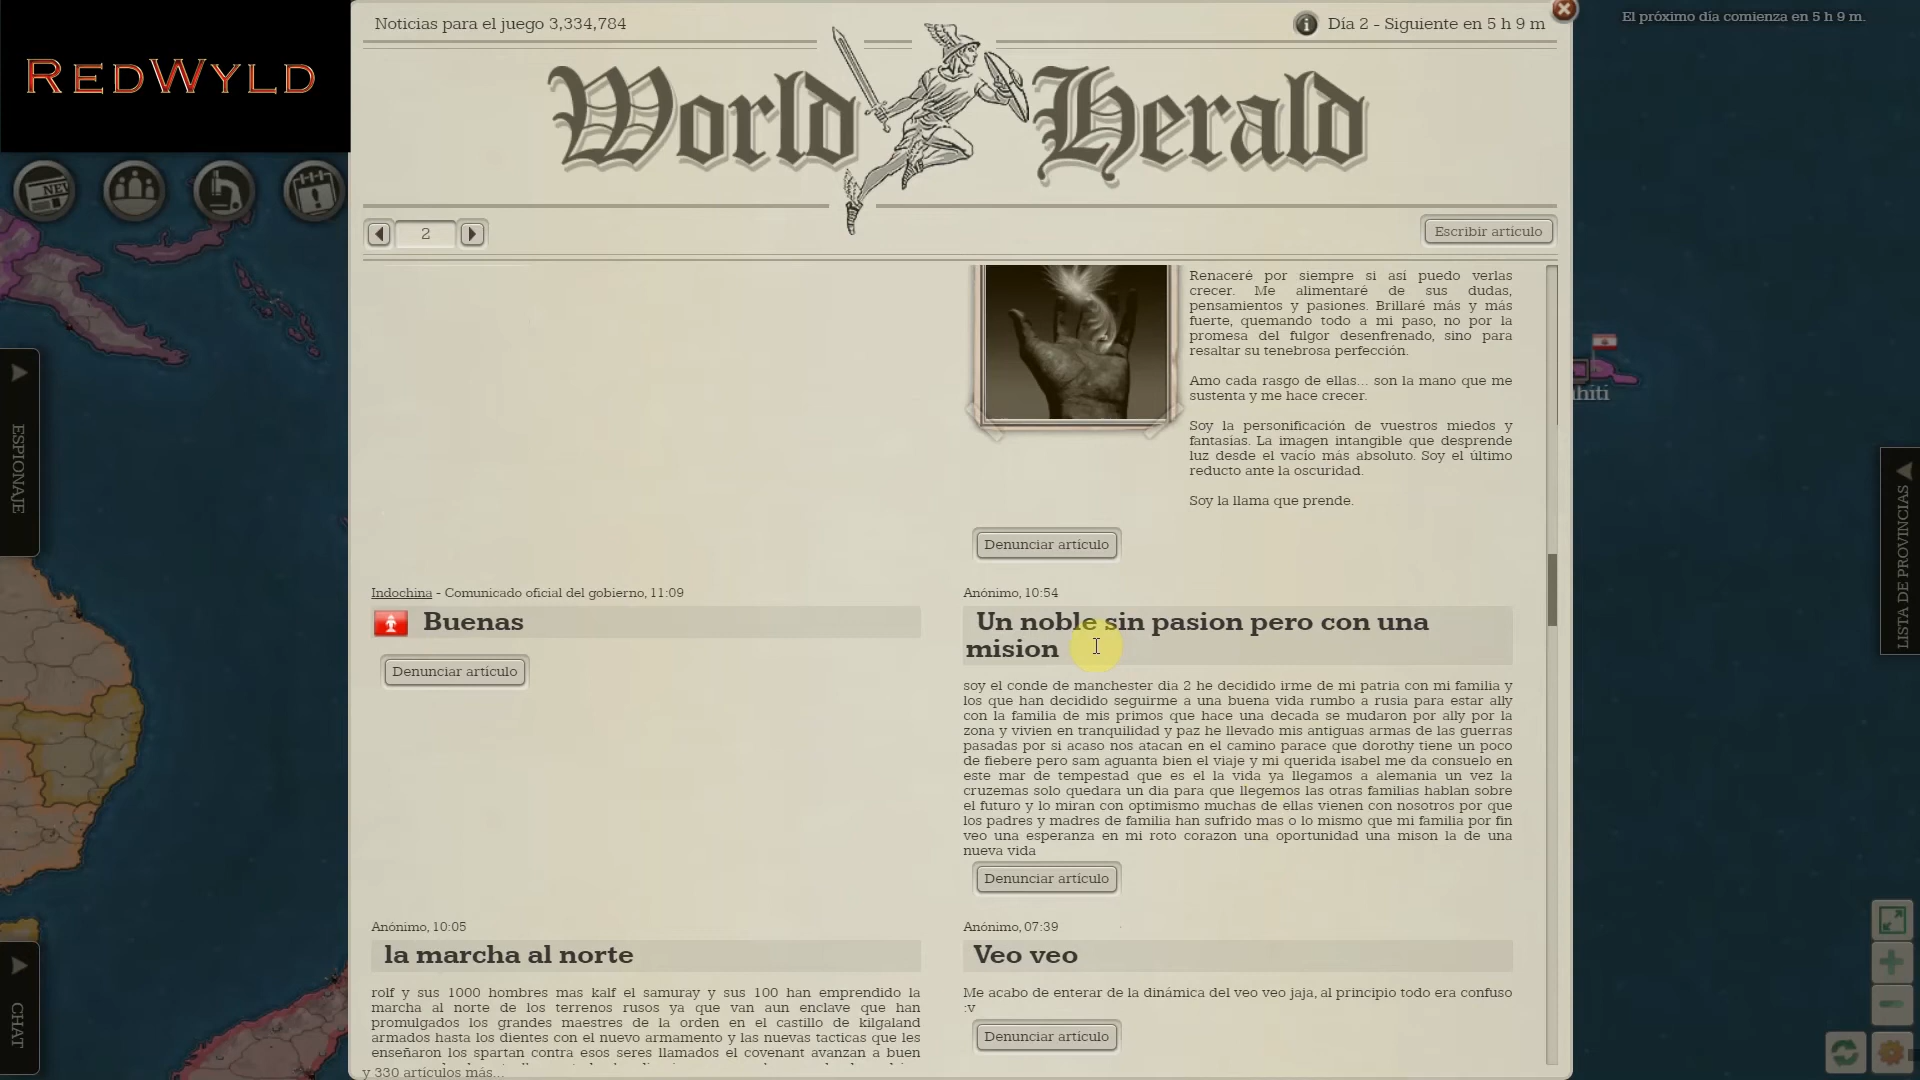 Noticias para el juego 3,334,784
Día 2 - Siguiente en 5 h 9 m
El próximo día comienza en 5 h 9 m.
REDWYLD
World Herald
NEW
2
Escribir artículo
Renaceré por siempre si así puedo verlas
crecer. Me alimentaré de sus dudas,
pensamientos y pasiones. Brillaré más y más
fuerte, quemando todo a mi paso, no por la
promesa del fulgor desenfrenado, sino para
resaltar su tenebrosa perfección.
Amo cada rasgo de ellas... son la mano que me
sustenta y me hace crecer.
Soy la personificación de vuestros miedos y
fantasías. La imagen intangible que desprende
luz desde el vacío más absoluto. Soy el último
reducto ante la oscuridad.
Soy la llama que prende.
Denunciar artículo
Indochina - Comunicado oficial del gobierno, 11:09
Buenas
Denunciar artículo
Anónimo, 10:54
Un noble sin pasion pero con una
mision
soy el conde de manchester dia 2 he decidido irme de mi patria con mi familia y
los que han decidido seguirme a una buena vida rumbo a rusia para estar ally
con la familia de mis primos que hace una decada se mudaron por ally por la
zona y vivien en tranquilidad y paz he llevado mis antiguas armas de las guerras
pasadas por si acaso nos atacan en el camino parace que dorothy tiene un poco
de fiebere pero sam aguanta bien el viaje y mi querida isabel me da consuelo en
este mar de tempestad que es el la vida ya llegamos a alemania un vez la
cruzemas solo quedara un dia para que llegemos las otras familias hablan sobre
el futuro y lo miran con optimismo muchas de ellas vienen con nosotros por que
los padres y madres de familia han sufrido mas o lo mismo que mi familia por fin
veo una esperanza en mi roto corazon una oportunidad una mison la de una
nueva vida
Denunciar artículo
Anónimo, 10:05
la marcha al norte
rolf y sus 1000 hombres mas kalf el samuray y sus 100 han emprendido la
marcha al norte de los terrenos rusos ya que van aun enclave que han
promulgados los grandes maestres de la orden en el castillo de kilgaland
armados hasta los dientes con el nuevo armamento y las nuevas tacticas que les
enseñaron los spartan contra esos seres llamados el covenant avanzan a buen
Anónimo, 07:39
Veo veo
Me acabo de enterar de la dinámica del veo veo jaja, al principio todo era confuso
:v
Denunciar artículo
y 330 artículos más...
ESPIONAJE
CHAT
LISTA DE PROVINCIAS
hiti